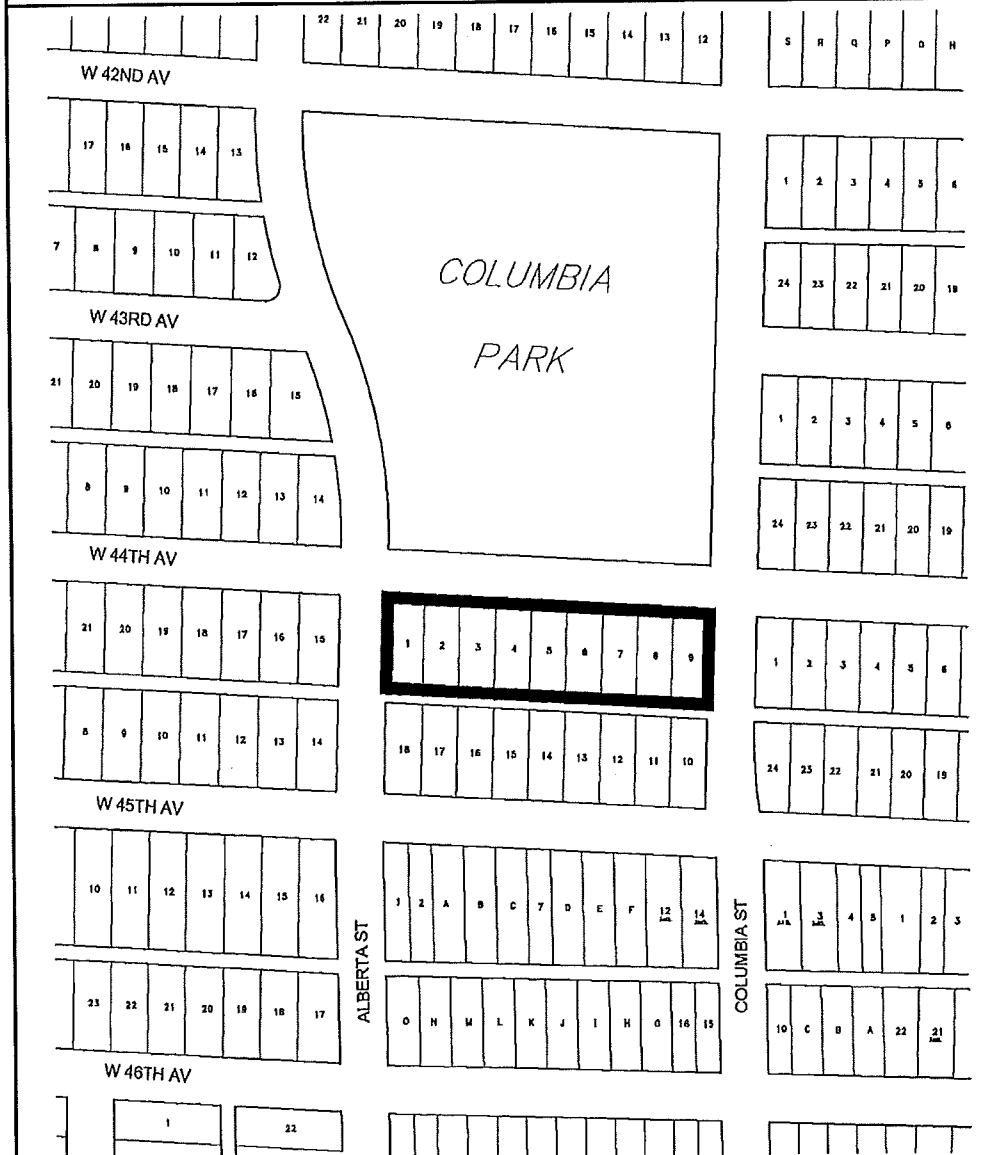 22 21 20 19 18 17 16 15 14 13 12
S R Q P O N
W 42ND AV
17 16 15 14 13
1 2 3 4 5 6
7 8 9 10 11 12
COLUMBIA
24 23 22 21 20 19
W 43RD AV
PARK
21 20 19 18 17 16 15
1 2 3 4 5 6
8 9 10 11 12 13 14
24 23 22 21 20 19
W 44TH AV
21 20 19 18 17 16 15
1 2 3 4 5 6 7 8 9
1 2 3 4 5 6
8 9 10 11 12 13 14
18 17 16 15 14 13 12 11 10
24 23 22 21 20 19
W 45TH AV
10 11 12 13 14 15 16
1 2 A B C 7 D E F 12 14
1 3 4 5 1 2 3
ALBERTA ST
COLUMBIA ST
23 22 21 20 19 18 17
O N M L K J I H G 16 15
10 C B A 22 21
W 46TH AV
1 22